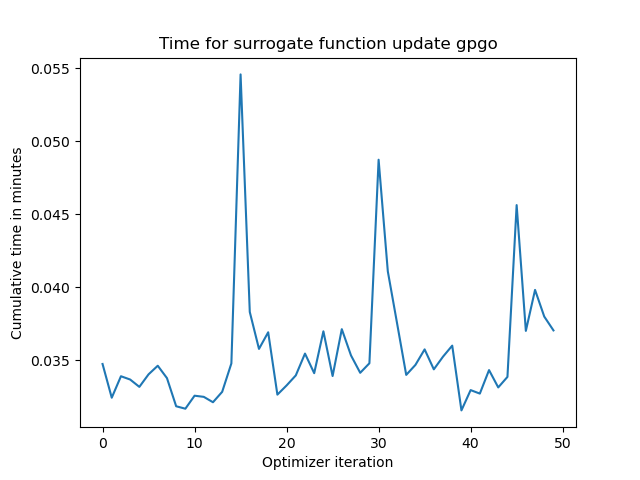 Time for surrogate function update gpgo
Cumulative time in minutes
0.055
0.050
0.045
0.040
0.035
0 10 20 30 40 50
Optimizer iteration